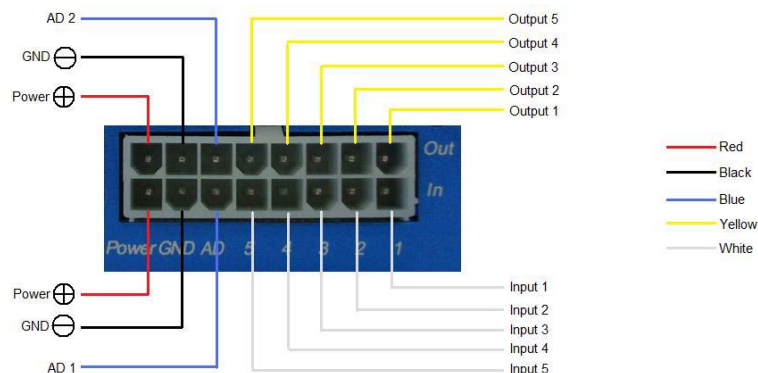 AD 2
GND
Power
Output 5
Output 4
Output 3
Output 2
Output 1
Out
In
Power GND AD 5 4 3 2 1
Red
Black
Blue
Yellow
White
Power
GND
AD 1
Input 1
Input 2
Input 3
Input 4
Input 5